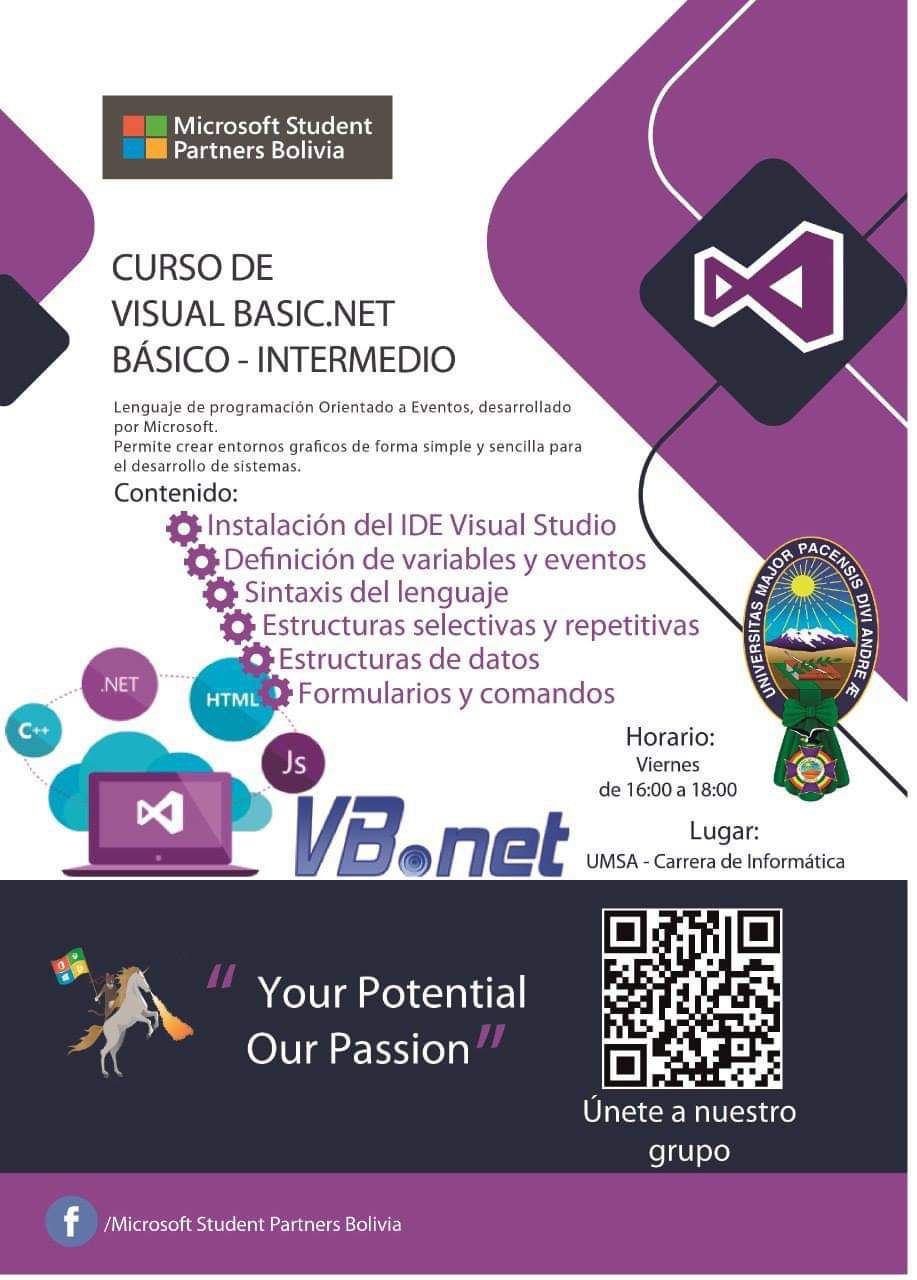 Microsoft Student
Partners Bolivia
CURSO DE
VISUAL BASIC.NET
BÁSICO - INTERMEDIO
Lenguaje de programación Orientado a Eventos, desarrollado
por Microsoft.
Permite crear entornos graficos de forma simple y sencilla para
el desarrollo de sistemas.
Contenido:
Instalación del IDE Visual Studio
Definición de variables y eventos
Sintaxis del lenguaje
Estructuras selectivas y repetitivas
Estructuras de datos
Formularios y comandos
UNIVERSITAS MAJOR PACENSIS DIVI ANDRE Æ
.NET
HTML
C++
Js
VB.net
Horario:
Viernes
de 16:00 a 18:00
Lugar:
UMSA - Carrera de Informática
" Your Potential
Our Passion "
Únete a nuestro
grupo
f /Microsoft Student Partners Bolivia